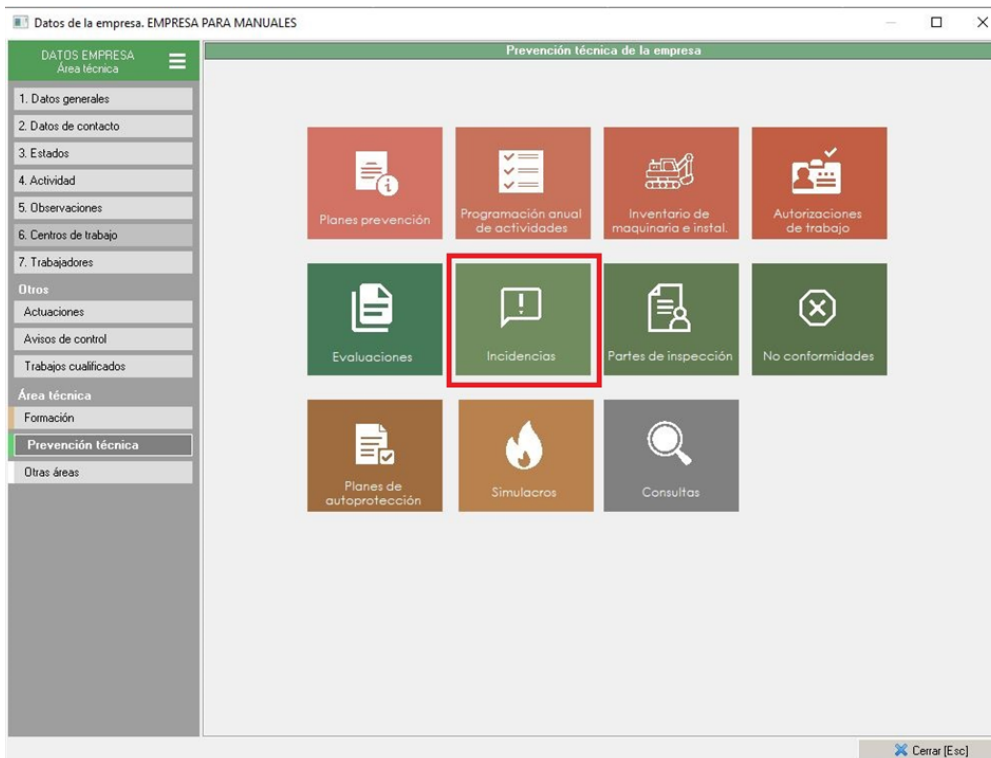 Datos de la empresa. EMPRESA PARA MANUALES
DATOS EMPRESA
Área técnica
1. Datos generales
2. Datos de contacto
3. Estados
4. Actividad
5. Observaciones
6. Centros de trabajo
7. Trabajadores
Otros
Actuaciones
Avisos de control
Trabajos cualificados
Área técnica
Formación
Prevención técnica
Otras áreas
Prevención técnica de la empresa
Planes prevención
Programación anual
de actividades
Inventario de
maquinaria e instal.
Autorizaciones
de trabajo
Evaluaciones
Incidencias
Partes de inspección
No conformidades
Planes de
autoprotección
Simulacros
Consultas
Cerrar [Esc]